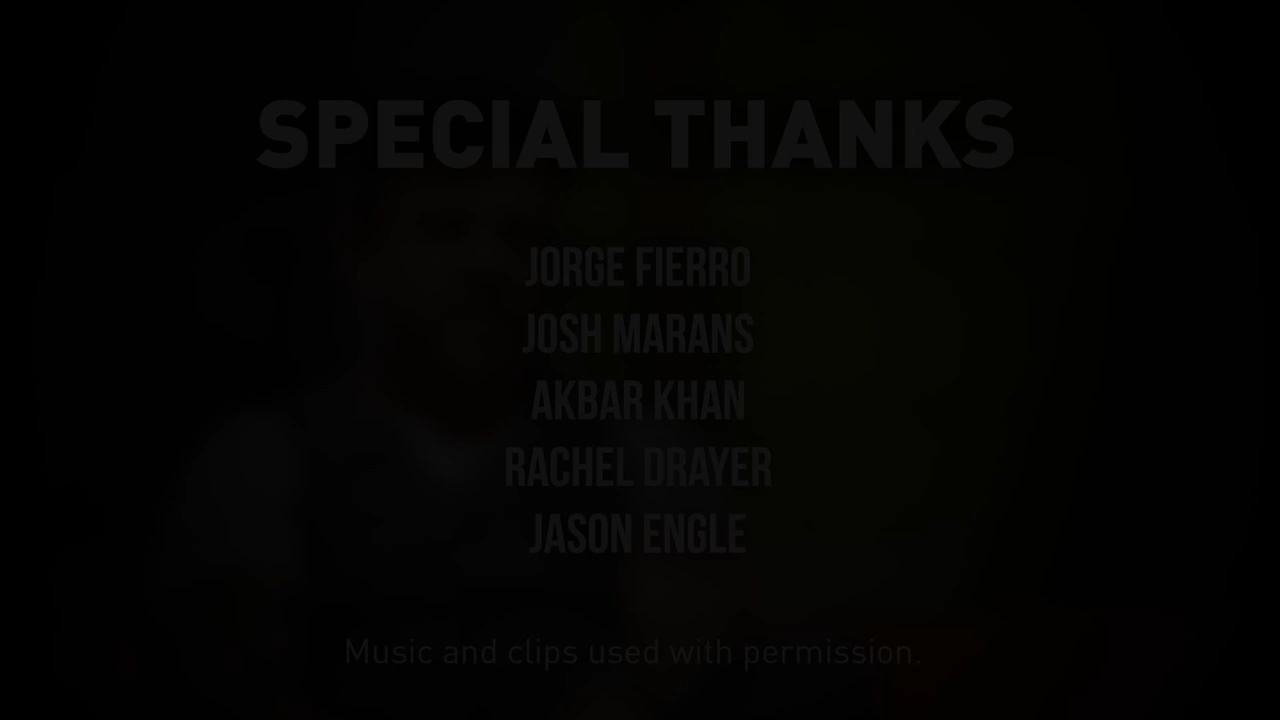 SPECIAL THANKS
JORGE FIERRO
JOSH MARANS
AKBAR KHAN
RACHEL DRAYER
JASON ENGLE
Music and clips used with permission.